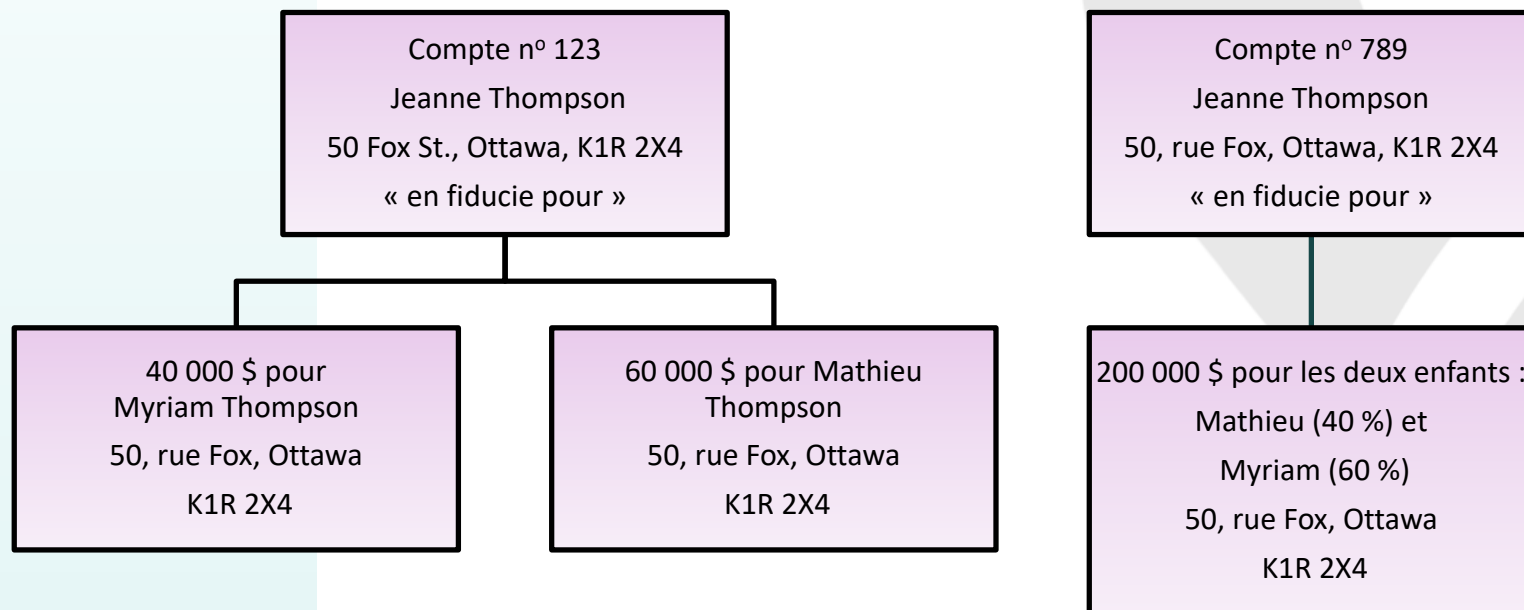 Compte nº 123
Jeanne Thompson
50 Fox St., Ottawa, K1R 2X4
« en fiducie pour »
40 000 $ pour
Myriam Thompson
50, rue Fox, Ottawa
K1R 2X4
60 000 $ pour Mathieu
Thompson
50, rue Fox, Ottawa
K1R 2X4
Compte nº 789
Jeanne Thompson
50, rue Fox, Ottawa, K1R 2X4
« en fiducie pour »
200 000 $ pour les deux enfants :
Mathieu (40 %) et
Myriam (60 %)
50, rue Fox, Ottawa
K1R 2X4